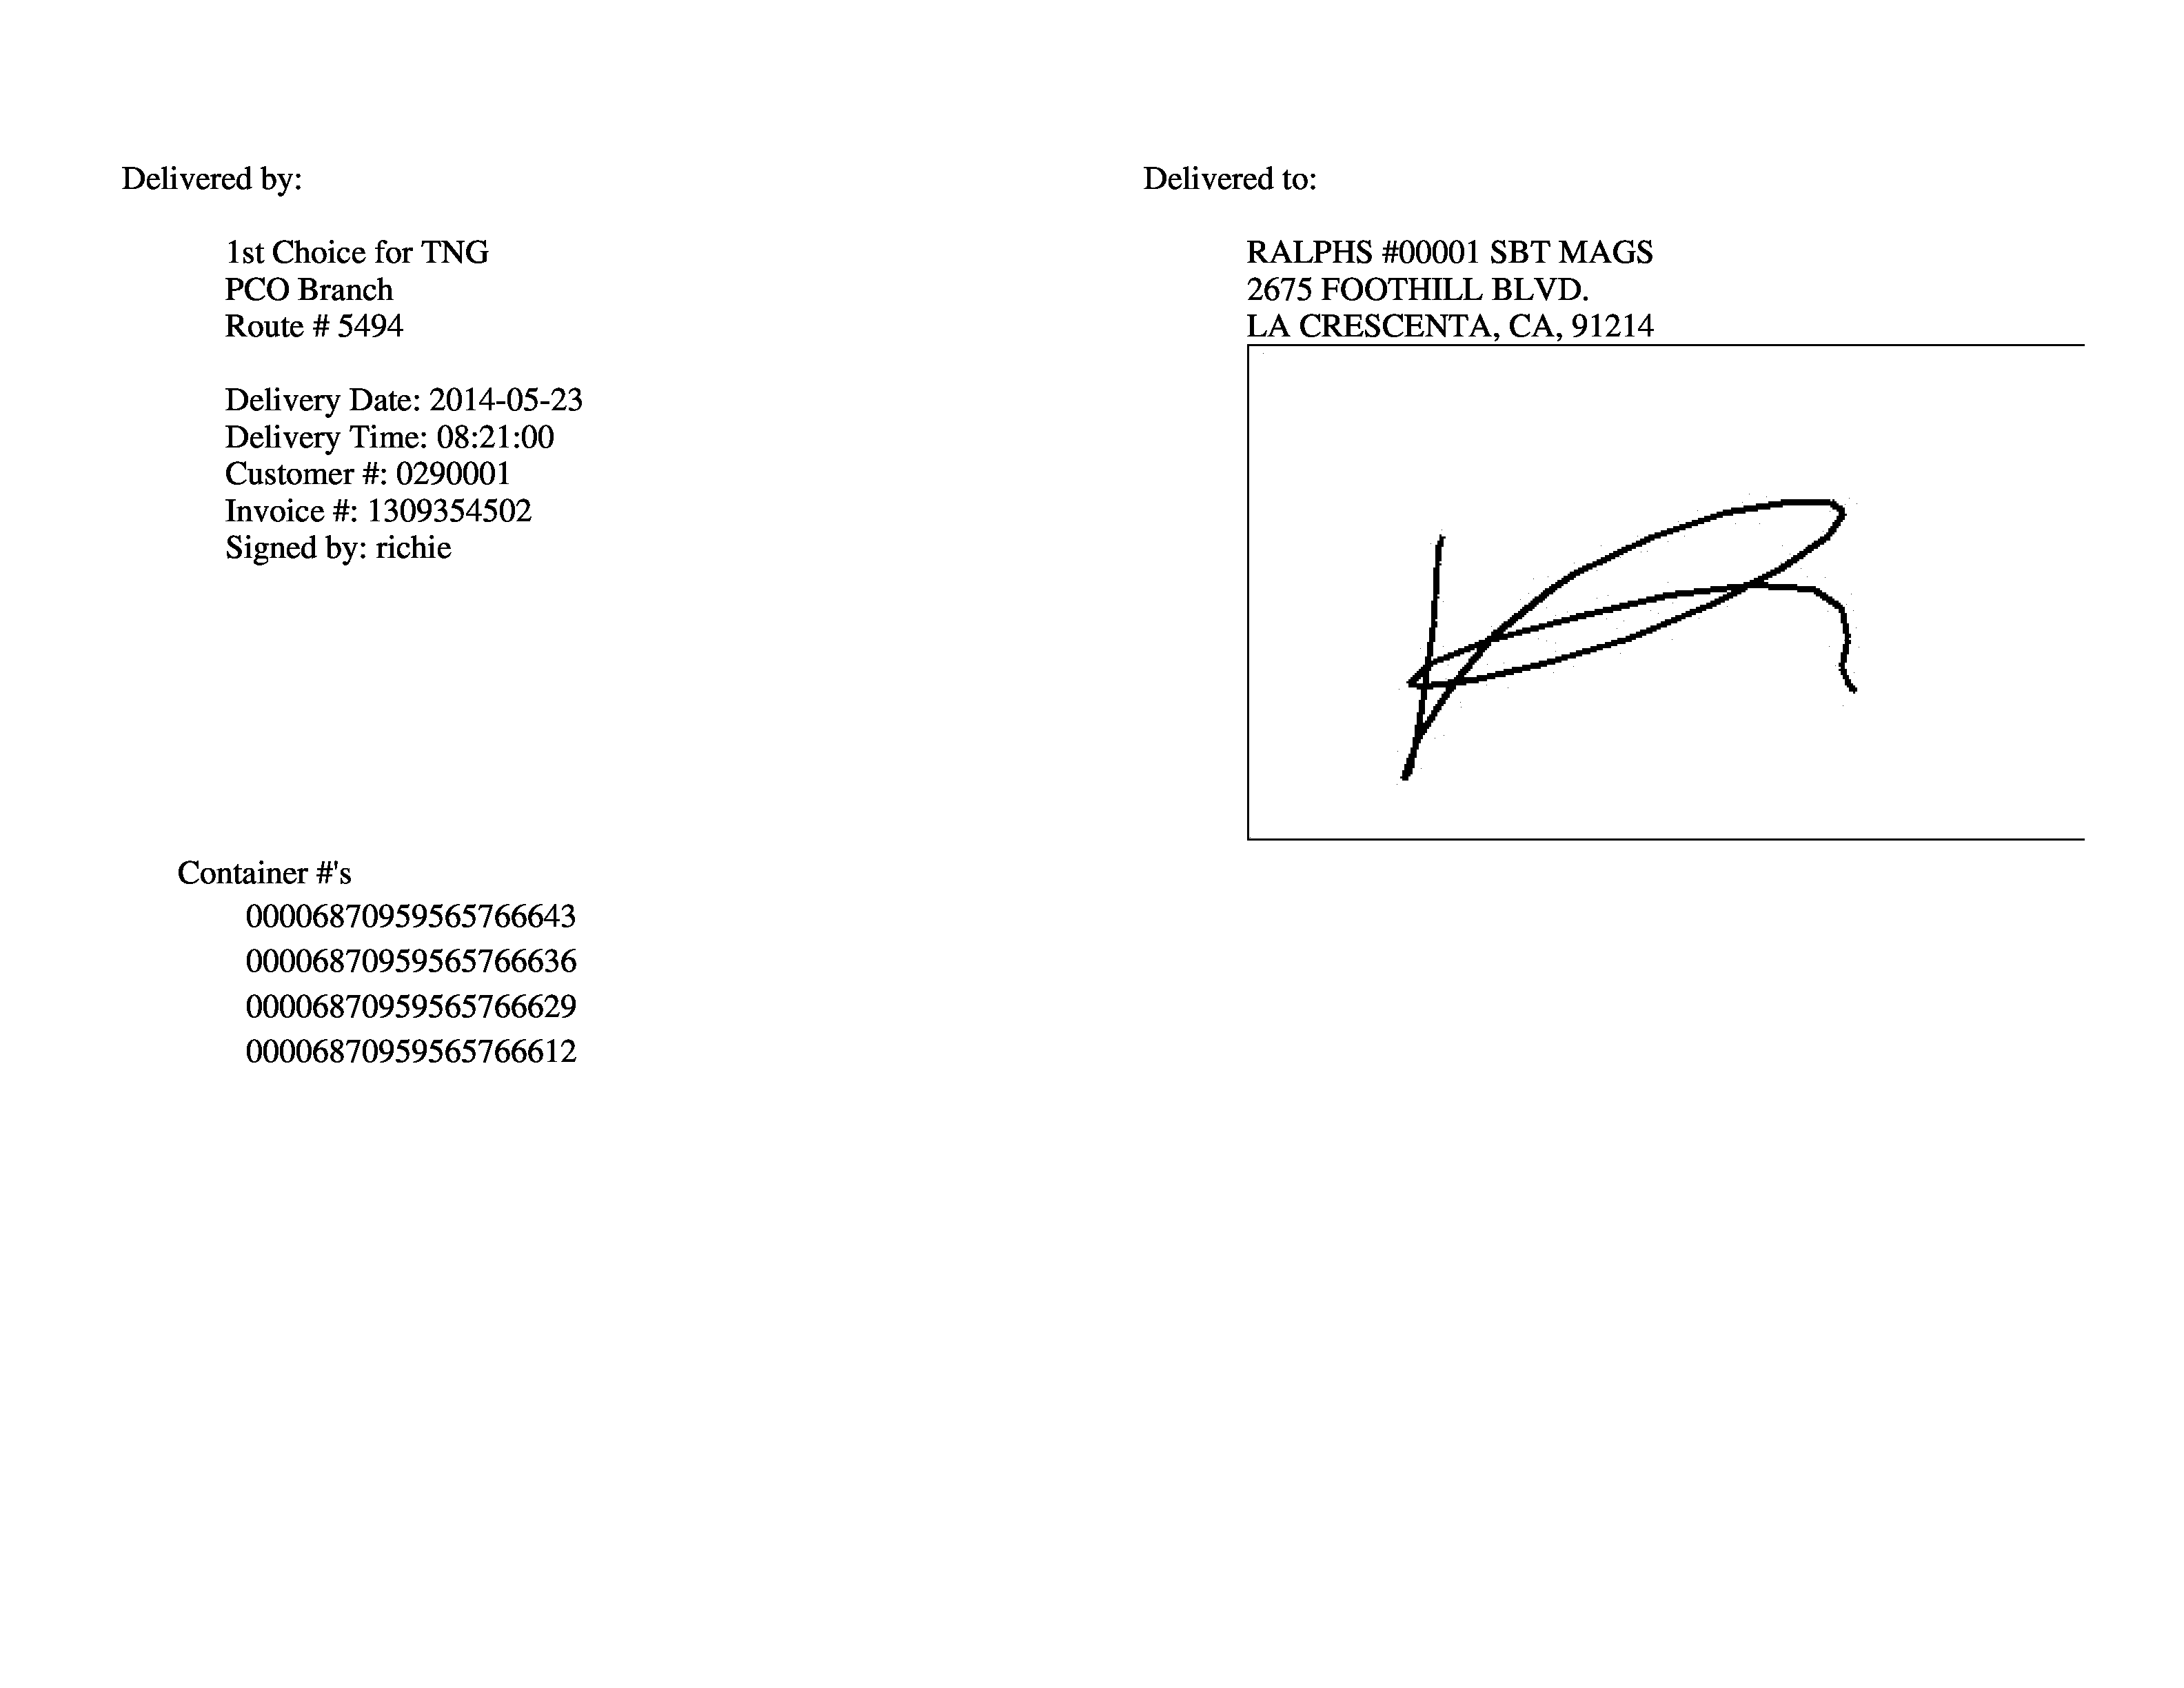 Delivered by:
1st Choice for TNG
PCO Branch
Route # 5494
Delivery Date: 2014-05-23
Delivery Time: 08:21:00
Customer #: 0290001
Invoice #: 1309354502
Signed by: richie
Delivered to:
RALPHS #00001 SBT MAGS
2675 FOOTHILL BLVD.
LA CRESCENTA, CA, 91214
Container #'s
00006870959565766643
00006870959565766636
00006870959565766629
00006870959565766612